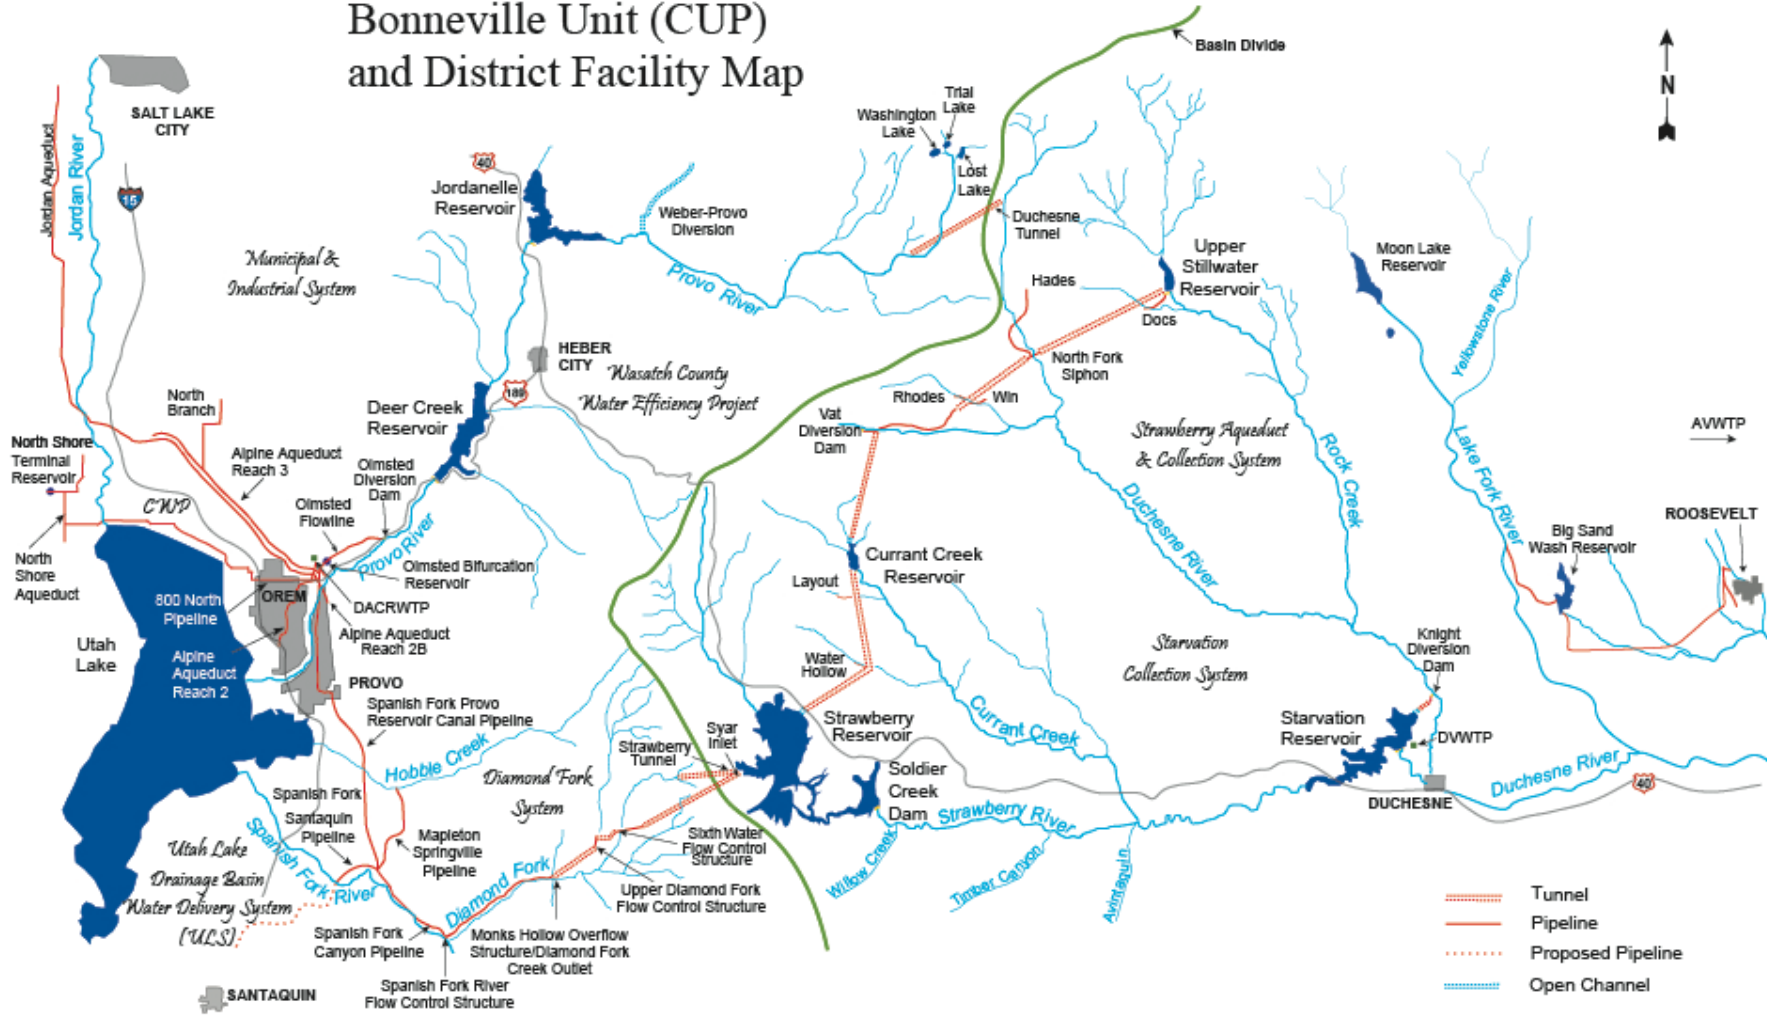 Bonneville Unit (CUP)
and District Facility Map
Basin Divide
N
SALT LAKE
CITY
Jordan Aqueduct
Jordan River
15
40
Jordanelle
Reservoir
Weber-Provo
Diversion
Washington
Lake
Trial
Lake
Lost
Lake
Duchesne
Tunnel
Upper
Stillwater
Reservoir
Moon Lake
Reservoir
Municipal &
Industrial System
Provo River
Hades
Docs
Yellowstone River
North Fork
Siphon
HEBER
CITY
Wasatch County
Water Efficiency Project
189
Rhodes
Win
North
Branch
Deer Creek
Reservoir
Vat
Diversion
Dam
Strawberry Aqueduct
& Collection System
AVWTP
North Shore
Terminal
Reservoir
Alpine Aqueduct
Reach 3
Olmsted
Diversion
Dam
Rock Creek
Lake Fork River
CWP
Olmsted
Flowline
Provo River
Duchesne River
ROOSEVELT
Big Sand
Wash Reservoir
North
Shore
Aqueduct
Olmsted Bifurcation
Reservoir
Currant Creek
Reservoir
Layout
800 North
Pipeline
OREM
DACRWTP
Alpine Aqueduct
Reach 2B
Utah
Lake
Alpine
Aqueduct
Reach 2
Water
Hollow
Starvation
Collection System
Knight
Diversion
Dam
PROVO
Spanish Fork Provo
Reservoir Canal Pipeline
Currant Creek
Strawberry
Reservoir
Syar
Inlet
Starvation
Reservoir
DVWTP
Strawberry
Tunnel
Hobble Creek
Diamond Fork
System
Soldier
Creek
Dam
Duchesne River
40
DUCHESNE
Spanish Fork
Santaquin
Pipeline
Strawberry River
Mapleton
Springville
Pipeline
Sixth Water
Flow Control
Structure
Spanish Fork River
Utah Lake
Drainage Basin
Water Delivery System
(ULS)
Diamond Fork
Upper Diamond Fork
Flow Control Structure
Willow Creek
Timber Canyon
Avintaquin
Spanish Fork
Canyon Pipeline
Monks Hollow Overflow
Structure/Diamond Fork
Creek Outlet
Spanish Fork River
Flow Control Structure
SANTAQUIN
Tunnel
Pipeline
Proposed Pipeline
Open Channel